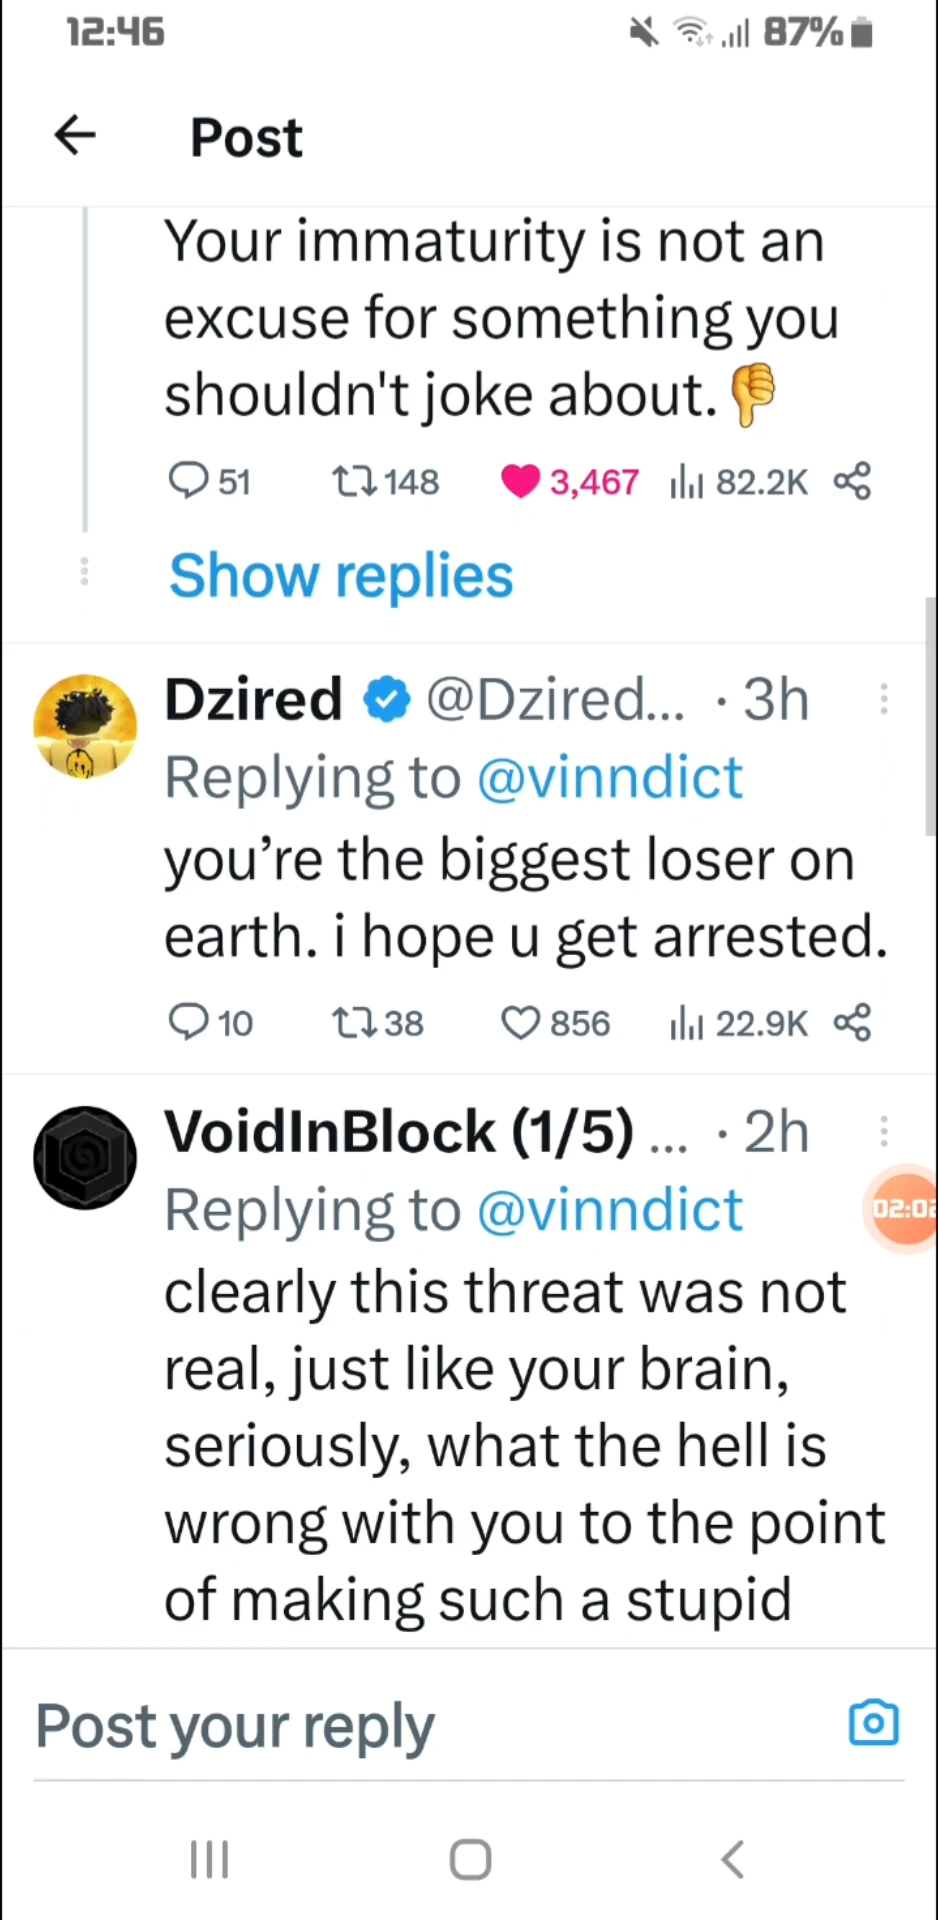 12:46 87%
Post
Your immaturity is not an
excuse for something you
shouldn't joke about.👎
51 148 3,467 82.2K
Show replies
Dzired @Dzired... · 3h
Replying to @vinndict
you’re the biggest loser on
earth. i hope u get arrested.
10 38 856 22.9K
VoidInBlock (1/5) ... · 2h
Replying to @vinndict
02:02
clearly this threat was not
real, just like your brain,
seriously, what the hell is
wrong with you to the point
of making such a stupid
Post your reply